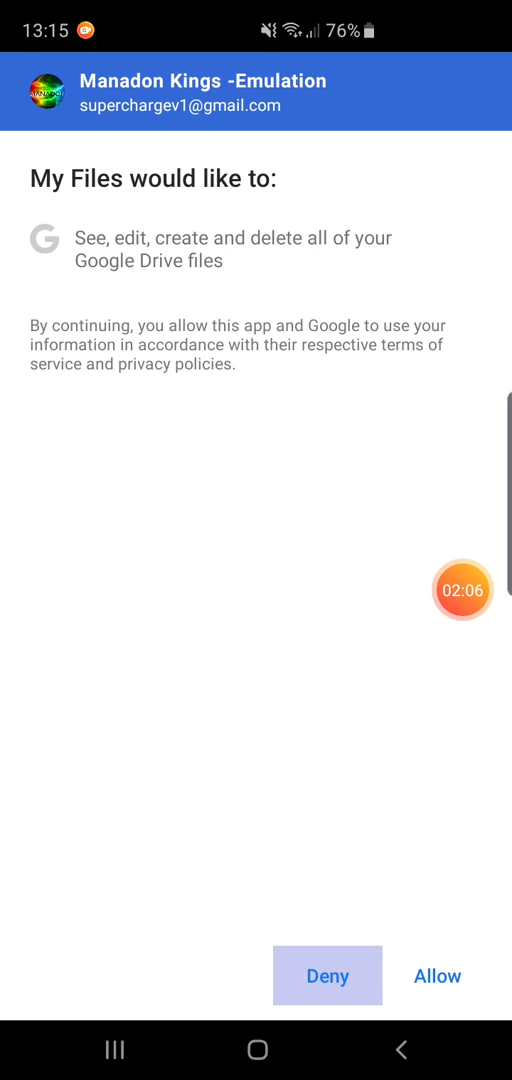 13:15
76%
Manadon Kings -Emulation
superchargev1@gmail.com
My Files would like to:
See, edit, create and delete all of your
Google Drive files
By continuing, you allow this app and Google to use your
information in accordance with their respective terms of
service and privacy policies.
02:06
Deny Allow